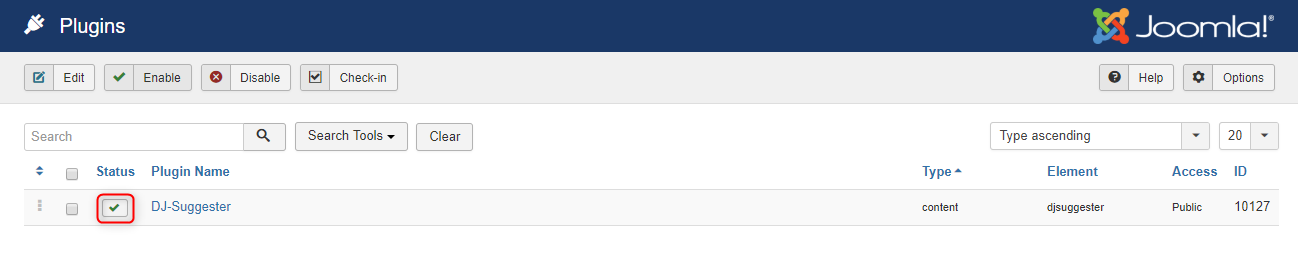 Plugins Joomla!®
Edit Enable Disable Check-in Help Options
Search Search Tools Clear Type ascending 20
Status Plugin Name Type Element Access ID
DJ-Suggester content djsuggester Public 10127